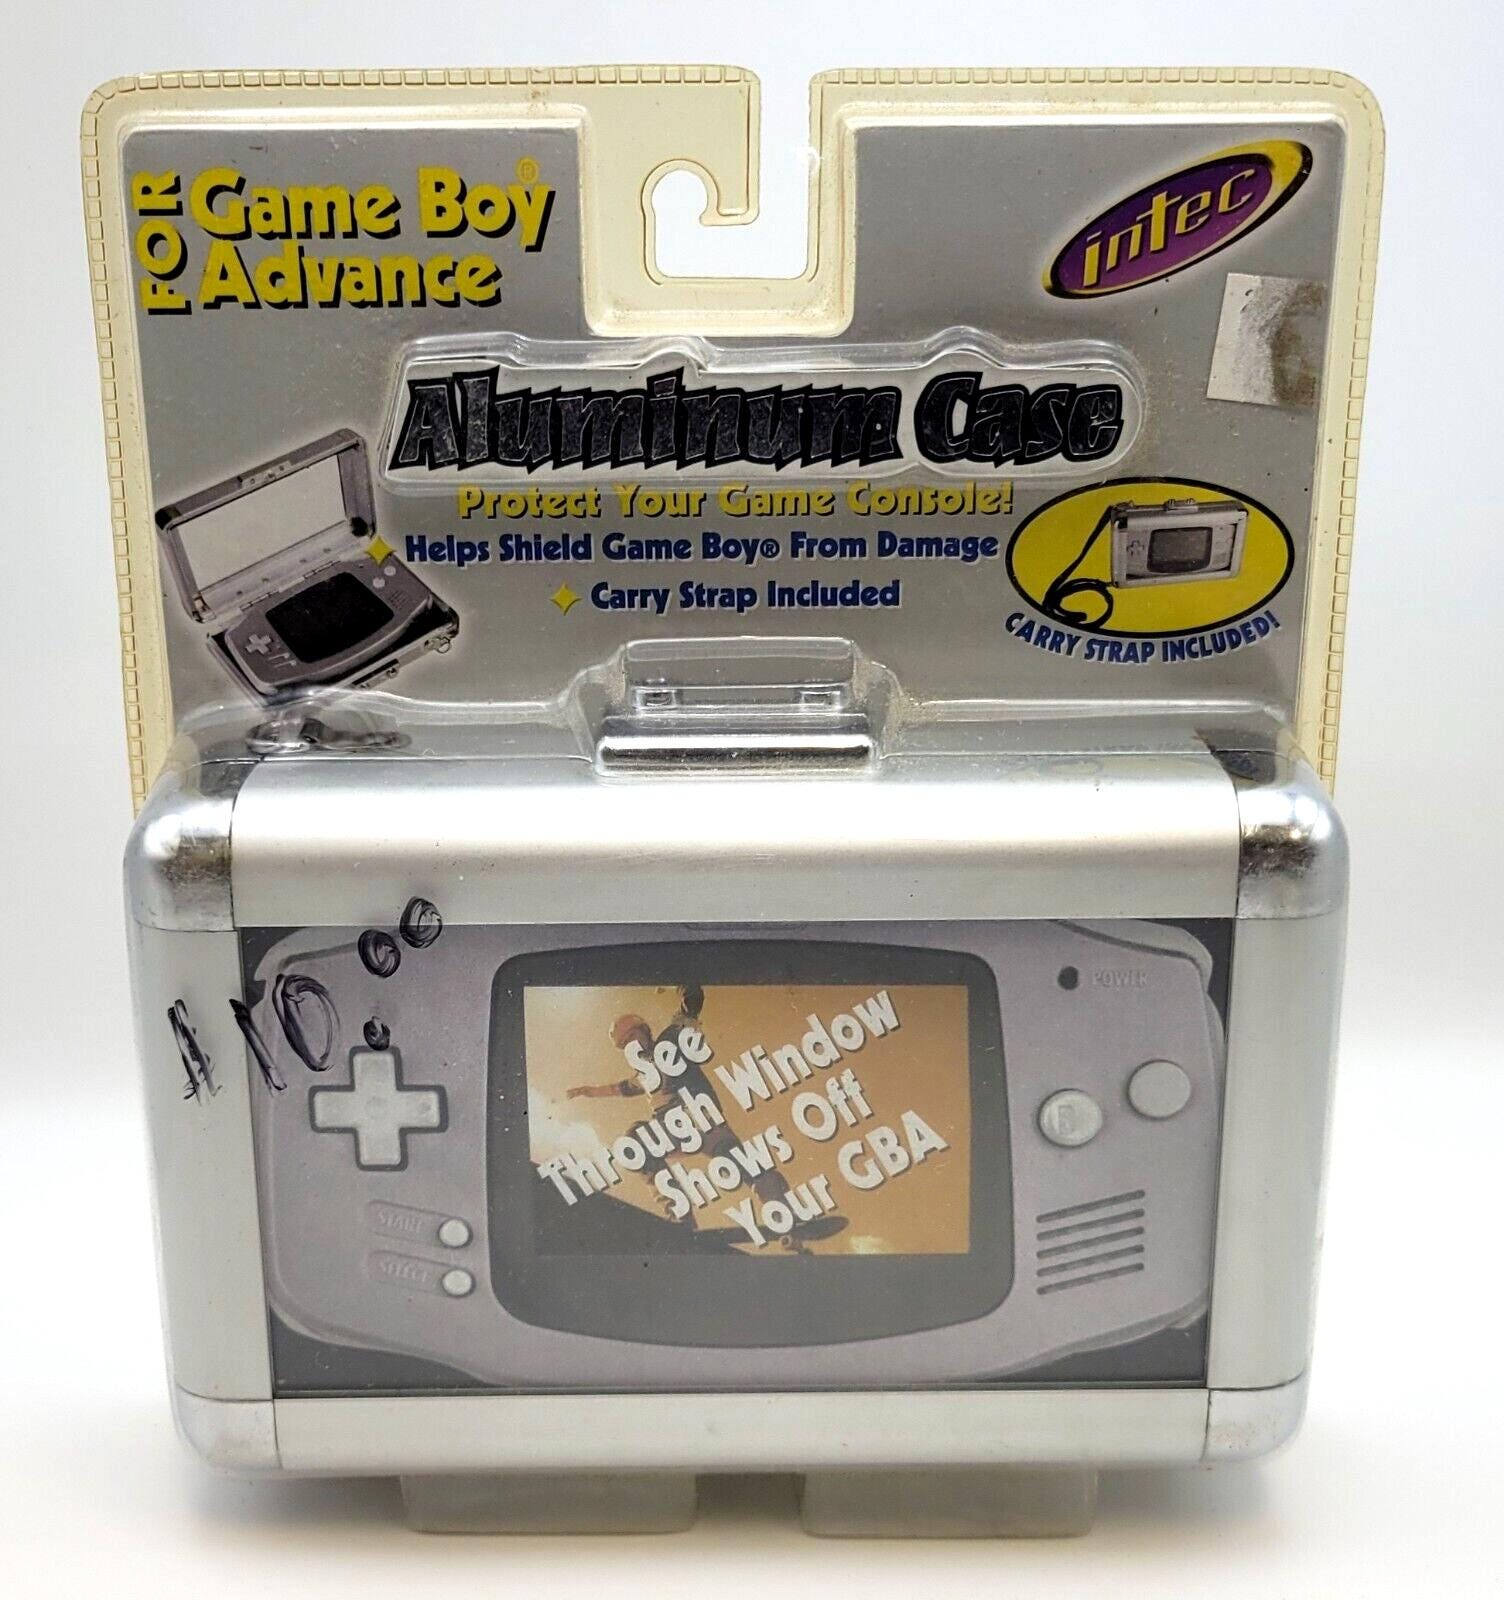 FOR
Game Boy®
Advance
intec
Aluminum Case
Protect Your Game Console!
Helps Shield Game Boy® From Damage
Carry Strap Included
CARRY STRAP INCLUDED!
10.00
POWER
See
Through Window
Shows Off
Your GBA
B
START
SELECT